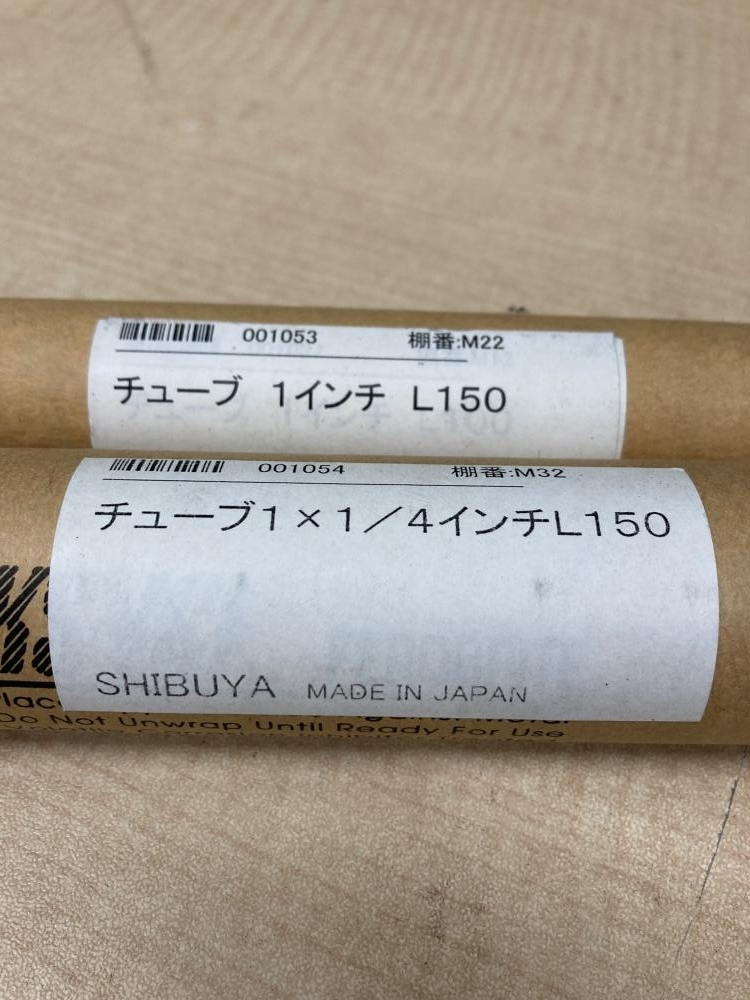 001053 棚番:M22
チューブ 1インチ L150
001054 棚番:M32
チューブ1×1／4インチL150
SHIBUYA MADE IN JAPAN
Do Not Unwrap Until Ready For Use